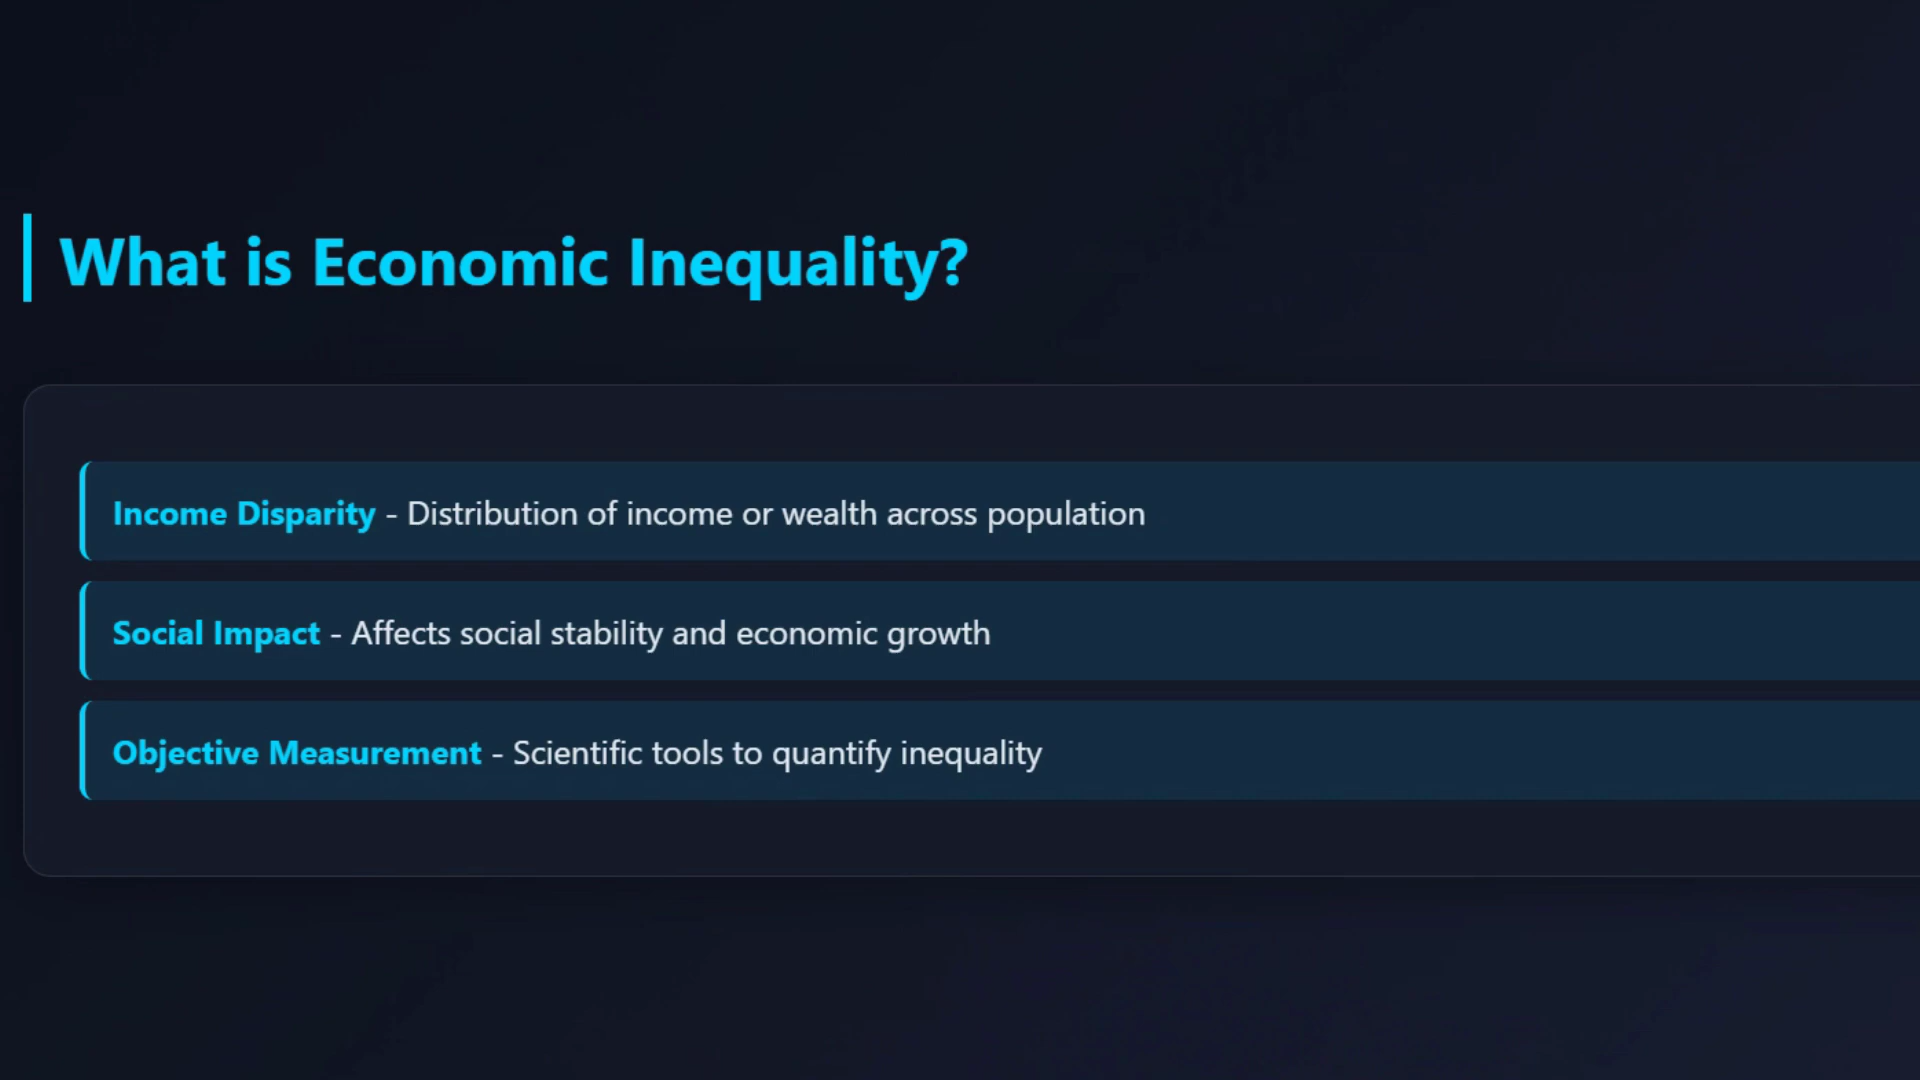 What is Economic Inequality?
Income Disparity - Distribution of income or wealth across population
Social Impact - Affects social stability and economic growth
Objective Measurement - Scientific tools to quantify inequality